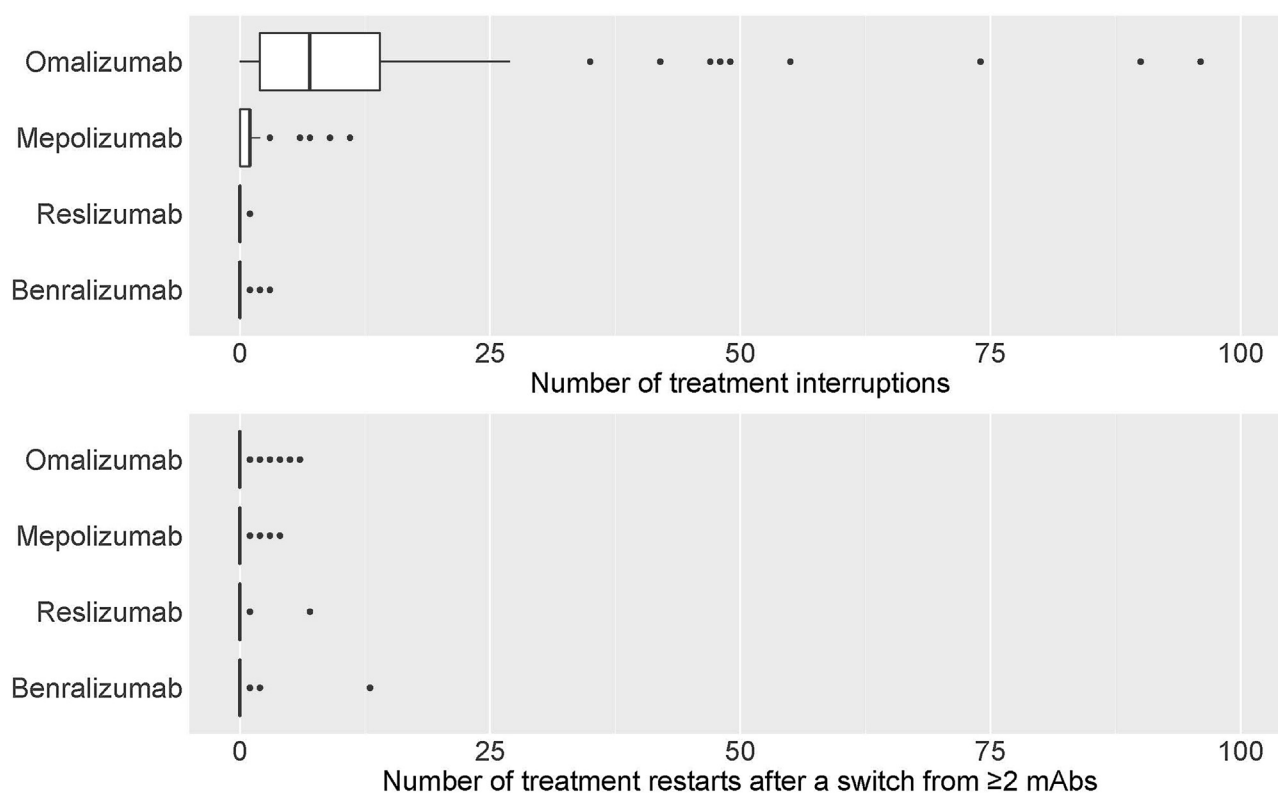 Omalizumab
Mepolizumab
Reslizumab
Benralizumab
0 25 50 75 100
Number of treatment interruptions
Omalizumab
Mepolizumab
Reslizumab
Benralizumab
0 25 50 75 100
Number of treatment restarts after a switch from ≥2 mAbs